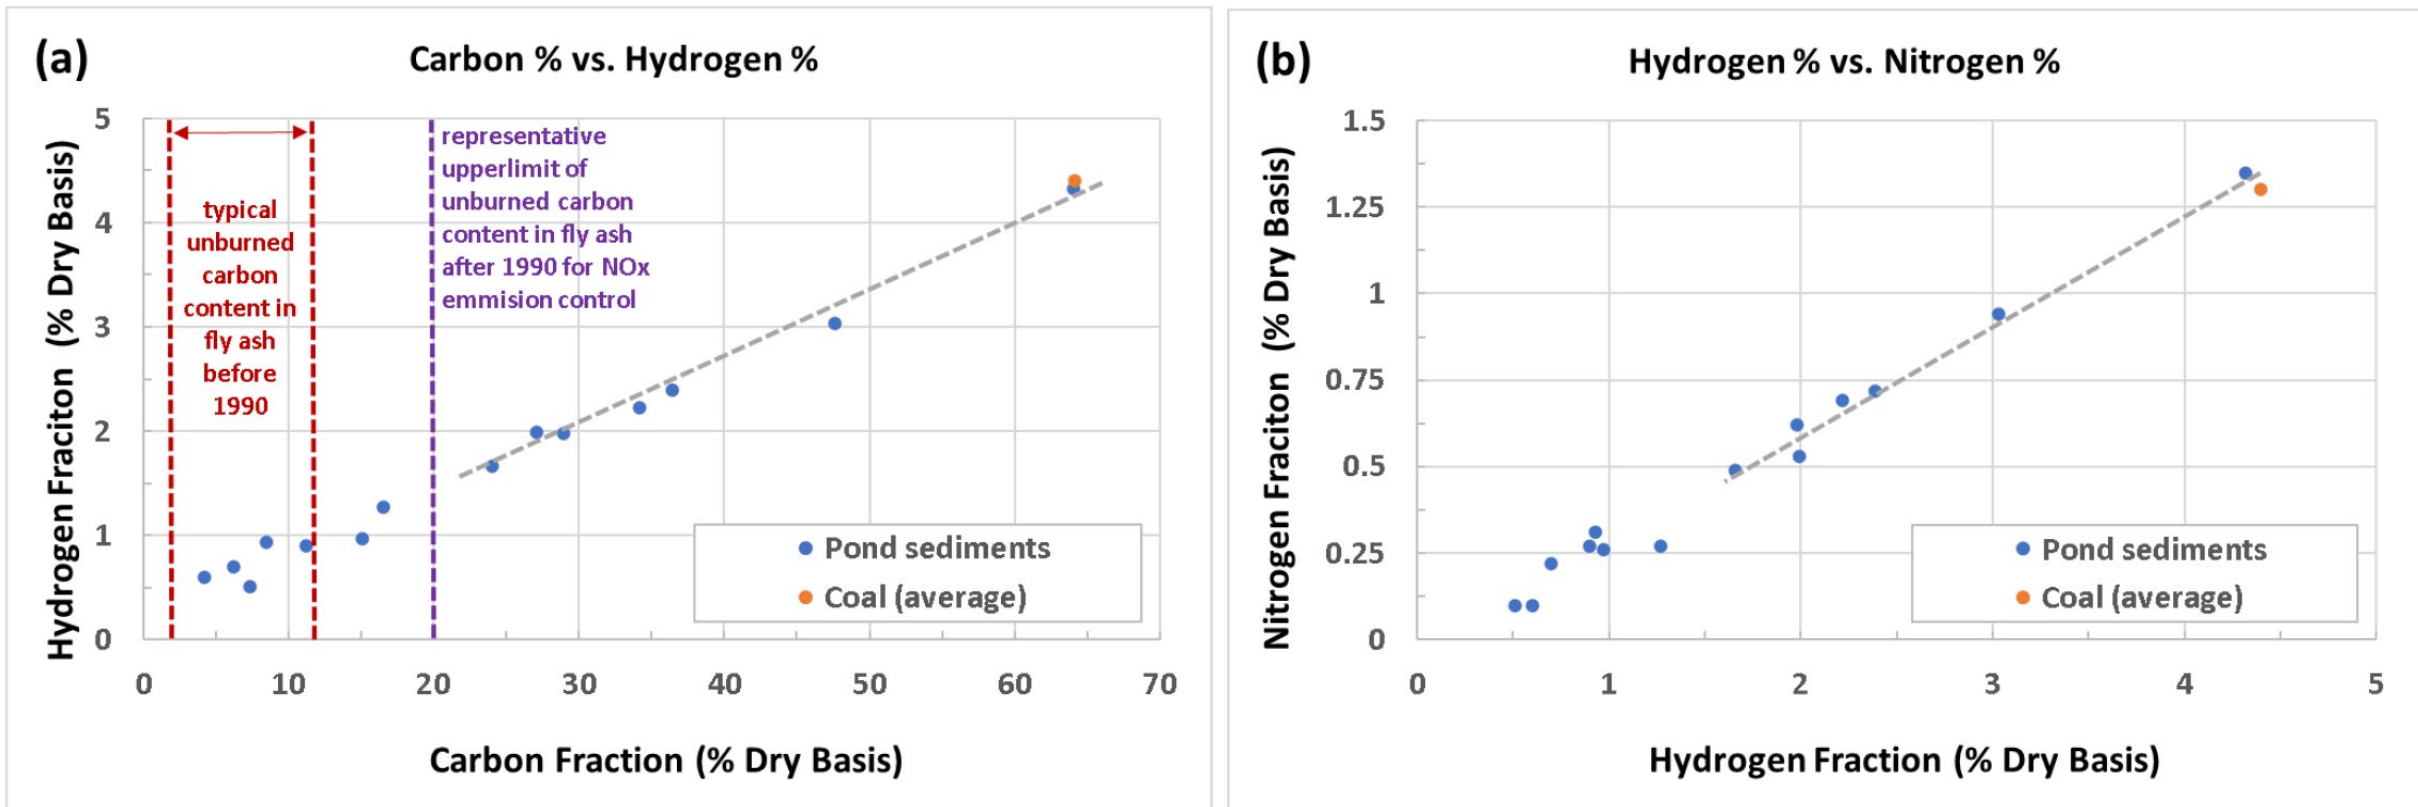 (a)
Carbon % vs. Hydrogen %
Hydrogen Fraciton (% Dry Basis)
5
4
3
2
1
0
typical
unburned
carbon
content in
fly ash
before
1990
representative
upperlimit of
unburned carbon
content in fly ash
after 1990 for NOx
emmision control
Pond sediments
Coal (average)
0 10 20 30 40 50 60 70
Carbon Fraction (% Dry Basis)
(b)
Hydrogen % vs. Nitrogen %
Nitrogen Fraciton (% Dry Basis)
1.5
1.25
1
0.75
0.5
0.25
0
Pond sediments
Coal (average)
0 1 2 3 4 5
Hydrogen Fraction (% Dry Basis)